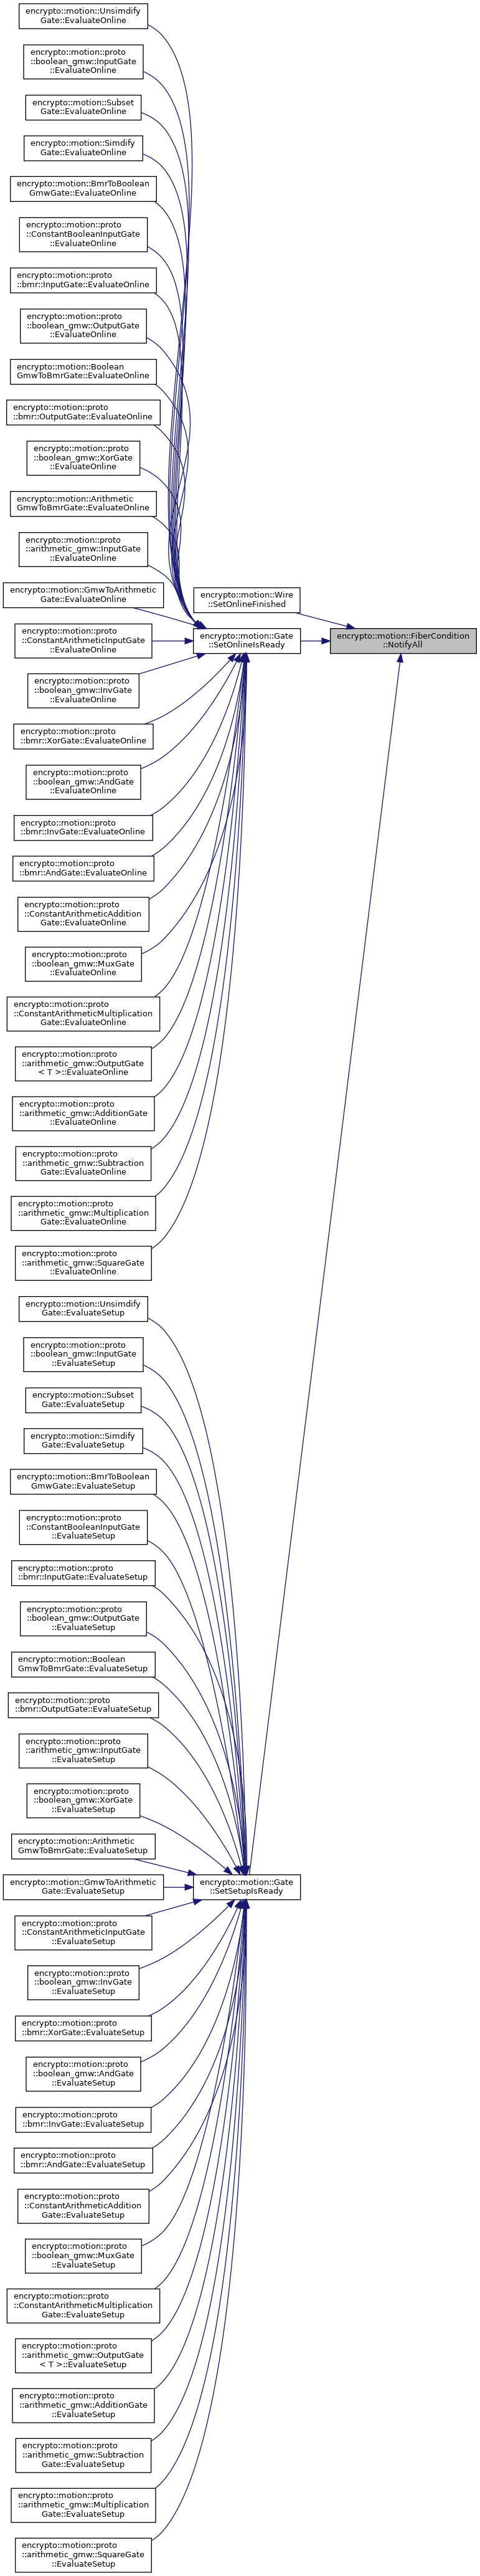 encrypto::motion::Unsimdify
Gate::EvaluateOnline
encrypto::motion::proto
::boolean_gmw::InputGate
::EvaluateOnline
encrypto::motion::Subset
Gate::EvaluateOnline
encrypto::motion::Simdify
Gate::EvaluateOnline
encrypto::motion::BmrToBoolean
GmwGate::EvaluateOnline
encrypto::motion::proto
::ConstantBooleanInputGate
::EvaluateOnline
encrypto::motion::proto
::bmr::InputGate::EvaluateOnline
encrypto::motion::proto
::boolean_gmw::OutputGate
::EvaluateOnline
encrypto::motion::Boolean
GmwToBmrGate::EvaluateOnline
encrypto::motion::proto
::bmr::OutputGate::EvaluateOnline
encrypto::motion::proto
::boolean_gmw::XorGate
::EvaluateOnline
encrypto::motion::Arithmetic
GmwToBmrGate::EvaluateOnline
encrypto::motion::proto
::arithmetic_gmw::InputGate
::EvaluateOnline
encrypto::motion::GmwToArithmetic
Gate::EvaluateOnline
encrypto::motion::Wire
::SetOnlineFinished
encrypto::motion::proto
::ConstantArithmeticInputGate
::EvaluateOnline
encrypto::motion::Gate
::SetOnlineIsReady
encrypto::motion::FiberCondition
::NotifyAll
encrypto::motion::proto
::boolean_gmw::InvGate
::EvaluateOnline
encrypto::motion::proto
::bmr::XorGate::EvaluateOnline
encrypto::motion::proto
::boolean_gmw::AndGate
::EvaluateOnline
encrypto::motion::proto
::bmr::InvGate::EvaluateOnline
encrypto::motion::proto
::bmr::AndGate::EvaluateOnline
encrypto::motion::proto
::ConstantArithmeticAddition
Gate::EvaluateOnline
encrypto::motion::proto
::boolean_gmw::MuxGate
::EvaluateOnline
encrypto::motion::proto
::ConstantArithmeticMultiplication
Gate::EvaluateOnline
encrypto::motion::proto
::arithmetic_gmw::OutputGate
< T >::EvaluateOnline
encrypto::motion::proto
::arithmetic_gmw::AdditionGate
::EvaluateOnline
encrypto::motion::proto
::arithmetic_gmw::Subtraction
Gate::EvaluateOnline
encrypto::motion::proto
::arithmetic_gmw::Multiplication
Gate::EvaluateOnline
encrypto::motion::proto
::arithmetic_gmw::SquareGate
::EvaluateOnline
encrypto::motion::Unsimdify
Gate::EvaluateSetup
encrypto::motion::proto
::boolean_gmw::InputGate
::EvaluateSetup
encrypto::motion::Subset
Gate::EvaluateSetup
encrypto::motion::Simdify
Gate::EvaluateSetup
encrypto::motion::BmrToBoolean
GmwGate::EvaluateSetup
encrypto::motion::proto
::ConstantBooleanInputGate
::EvaluateSetup
encrypto::motion::proto
::bmr::InputGate::EvaluateSetup
encrypto::motion::proto
::boolean_gmw::OutputGate
::EvaluateSetup
encrypto::motion::Boolean
GmwToBmrGate::EvaluateSetup
encrypto::motion::proto
::bmr::OutputGate::EvaluateSetup
encrypto::motion::proto
::arithmetic_gmw::InputGate
::EvaluateSetup
encrypto::motion::proto
::boolean_gmw::XorGate
::EvaluateSetup
encrypto::motion::Arithmetic
GmwToBmrGate::EvaluateSetup
encrypto::motion::GmwToArithmetic
Gate::EvaluateSetup
encrypto::motion::Gate
::SetSetupIsReady
encrypto::motion::proto
::ConstantArithmeticInputGate
::EvaluateSetup
encrypto::motion::proto
::boolean_gmw::InvGate
::EvaluateSetup
encrypto::motion::proto
::bmr::XorGate::EvaluateSetup
encrypto::motion::proto
::boolean_gmw::AndGate
::EvaluateSetup
encrypto::motion::proto
::bmr::InvGate::EvaluateSetup
encrypto::motion::proto
::bmr::AndGate::EvaluateSetup
encrypto::motion::proto
::ConstantArithmeticAddition
Gate::EvaluateSetup
encrypto::motion::proto
::boolean_gmw::MuxGate
::EvaluateSetup
encrypto::motion::proto
::ConstantArithmeticMultiplication
Gate::EvaluateSetup
encrypto::motion::proto
::arithmetic_gmw::OutputGate
< T >::EvaluateSetup
encrypto::motion::proto
::arithmetic_gmw::AdditionGate
::EvaluateSetup
encrypto::motion::proto
::arithmetic_gmw::Subtraction
Gate::EvaluateSetup
encrypto::motion::proto
::arithmetic_gmw::Multiplication
Gate::EvaluateSetup
encrypto::motion::proto
::arithmetic_gmw::SquareGate
::EvaluateSetup